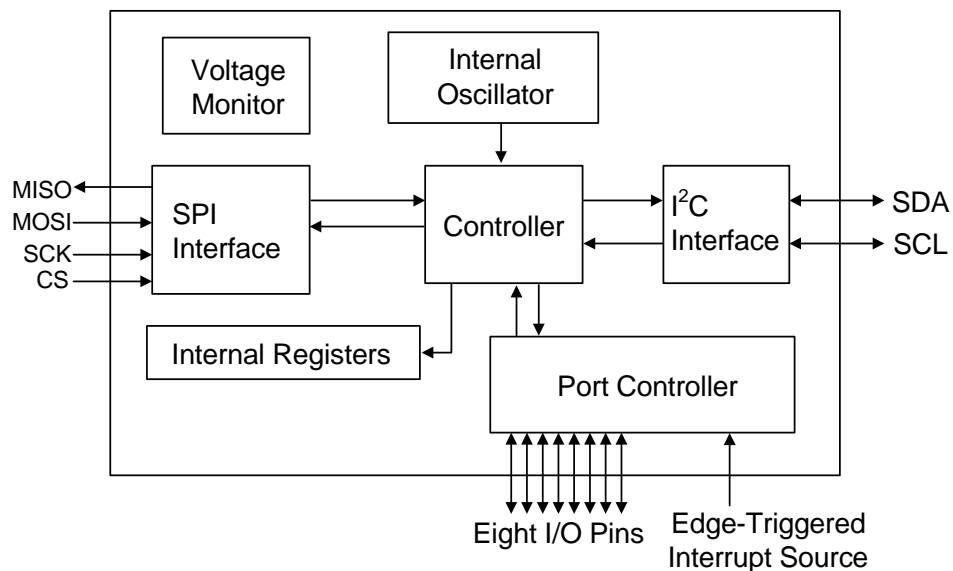 Voltage
Monitor
Internal
Oscillator
MISO
MOSI
SCK
CS
SPI
Interface
Controller
I²C
Interface
SDA
SCL
Internal Registers
Port Controller
Eight I/O Pins
Edge-Triggered
Interrupt Source